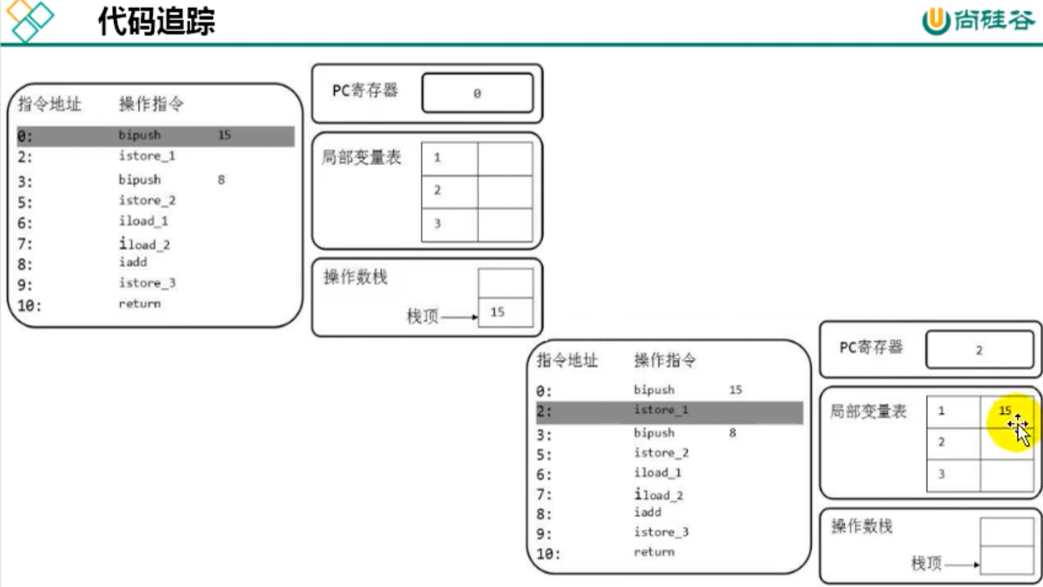 代码追踪
尚硅谷
指令地址 操作指令
0: bipush 15
2: istore_1
3: bipush 8
5: istore_2
6: iload_1
7: iload_2
8: iadd
9: istore_3
10: return
PC寄存器 0
局部变量表 1
2
3
操作数栈
栈顶 15
指令地址 操作指令
0: bipush 15
2: istore_1
3: bipush 8
5: istore_2
6: iload_1
7: iload_2
8: iadd
9: istore_3
10: return
PC寄存器 2
局部变量表 1 15
2
3
操作数栈
栈顶